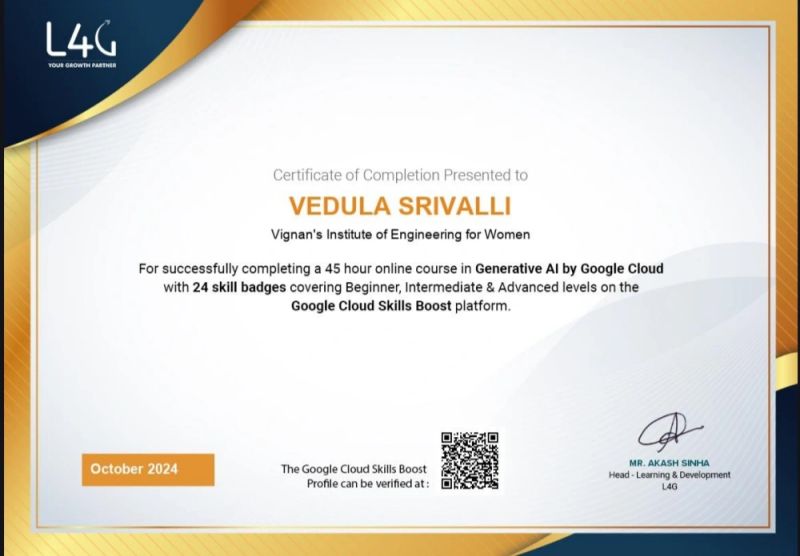 L4G
YOUR GROWTH PARTNER
Certificate of Completion Presented to
VEDULA SRIVALLI
Vignan's Institute of Engineering for Women
For successfully completing a 45 hour online course in Generative AI by Google Cloud
with 24 skill badges covering Beginner, Intermediate & Advanced levels on the
Google Cloud Skills Boost platform.
October 2024
The Google Cloud Skills Boost
Profile can be verified at :
MR. AKASH SINHA
Head - Learning & Development
L4G